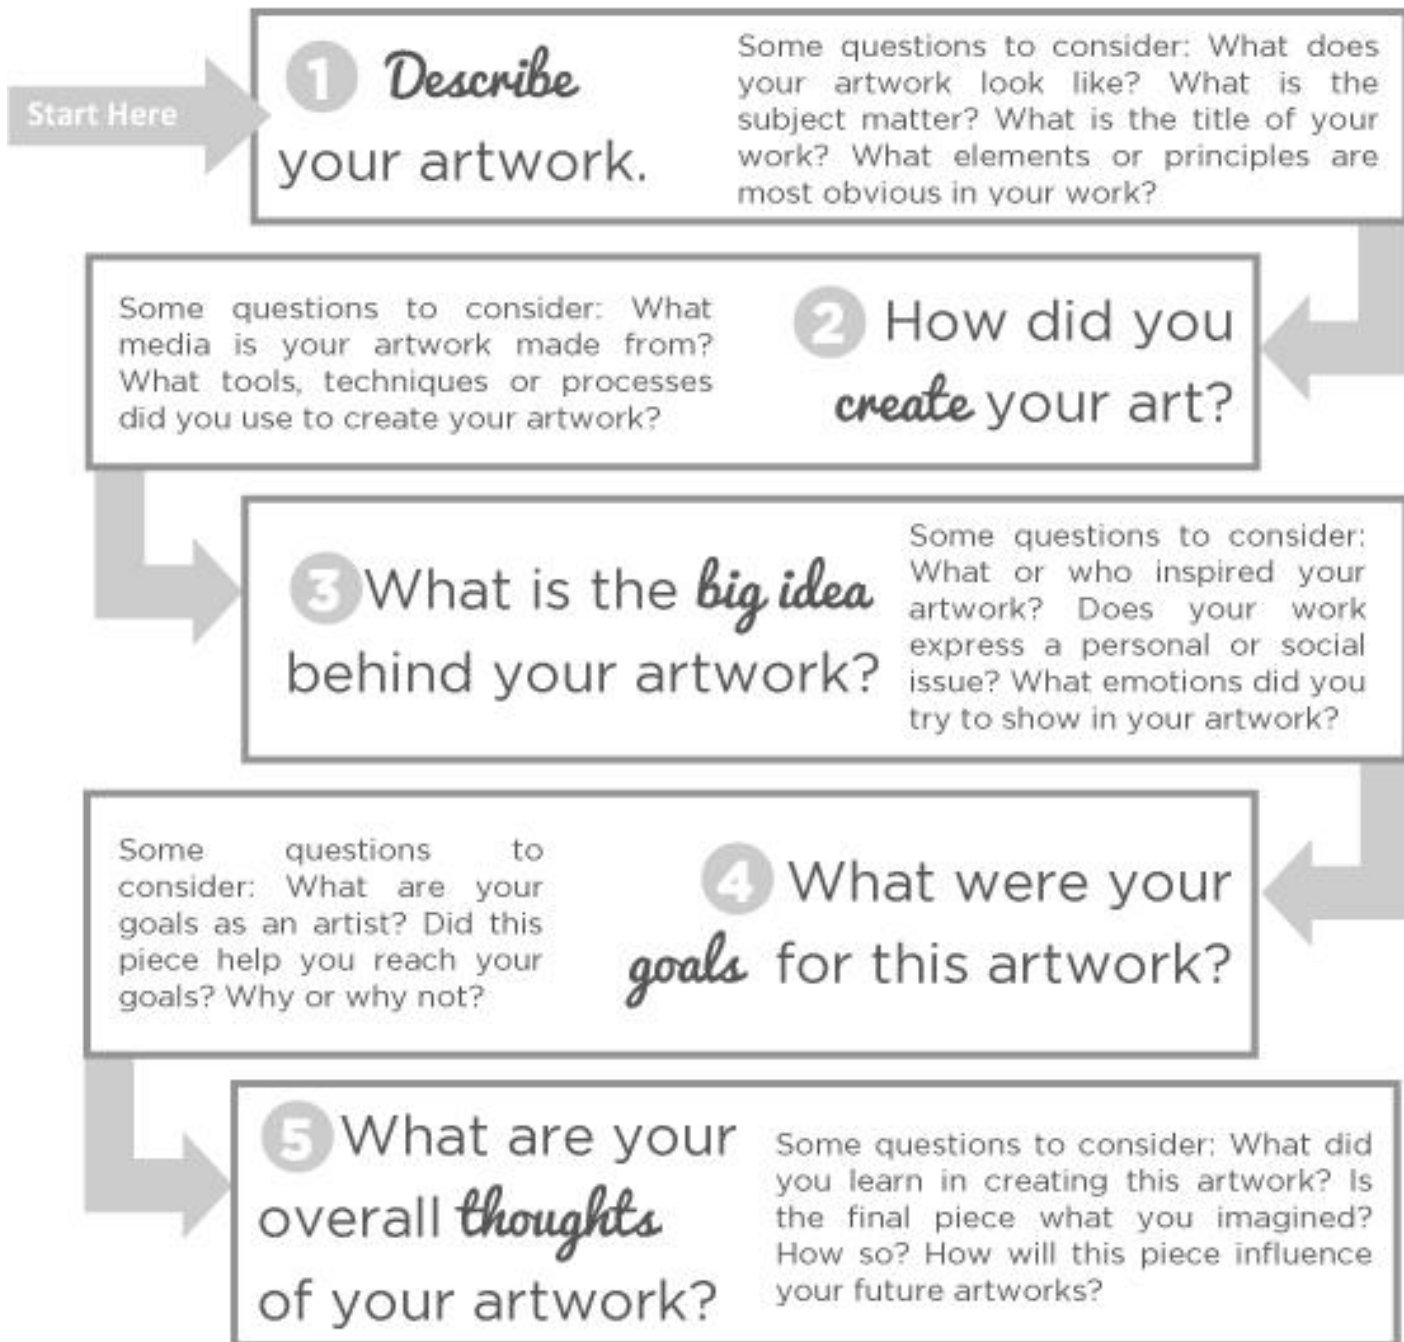 Start Here
1 Describe
your artwork.
Some questions to consider: What does
your artwork look like? What is the
subject matter? What is the title of your
work? What elements or principles are
most obvious in your work?
2 How did you
create your art?
Some questions to consider: What
media is your artwork made from?
What tools, techniques or processes
did you use to create your artwork?
3 What is the big idea
behind your artwork?
Some questions to consider:
What or who inspired your
artwork? Does your work
express a personal or social
issue? What emotions did you
try to show in your artwork?
4 What were your
goals for this artwork?
Some questions to
consider: What are your
goals as an artist? Did this
piece help you reach your
goals? Why or why not?
5 What are your
overall thoughts
of your artwork?
Some questions to consider: What did
you learn in creating this artwork? Is
the final piece what you imagined?
How so? How will this piece influence
your future artworks?